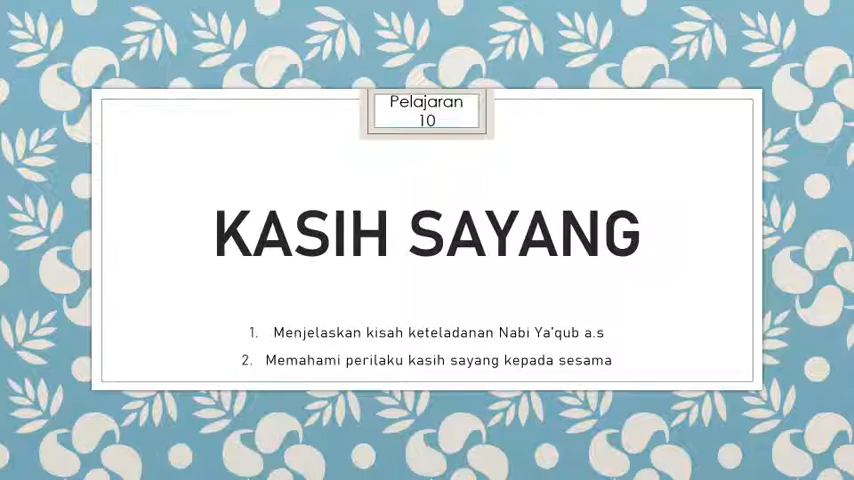 Pelajaran
10
KASIH SAYANG
1. Menjelaskan kisah keteladanan Nabi Ya'qub a.s
2. Memahami perilaku kasih sayang kepada sesama